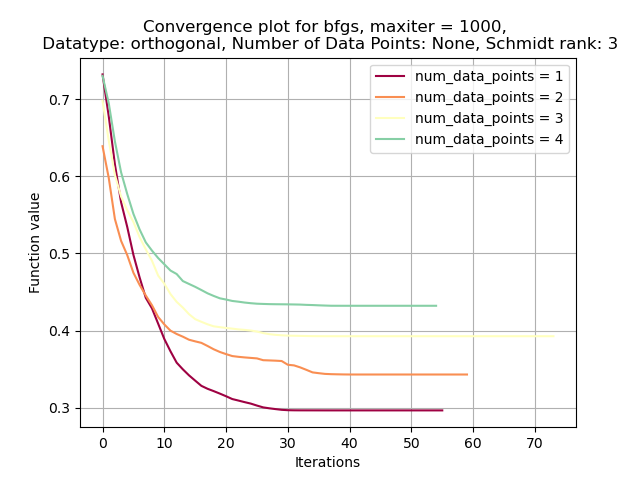 Convergence plot for bfgs, maxiter = 1000,
Datatype: orthogonal, Number of Data Points: None, Schmidt rank: 3
num_data_points = 1
num_data_points = 2
num_data_points = 3
num_data_points = 4
Function value
0.7
0.6
0.5
0.4
0.3
0 10 20 30 40 50 60 70
Iterations